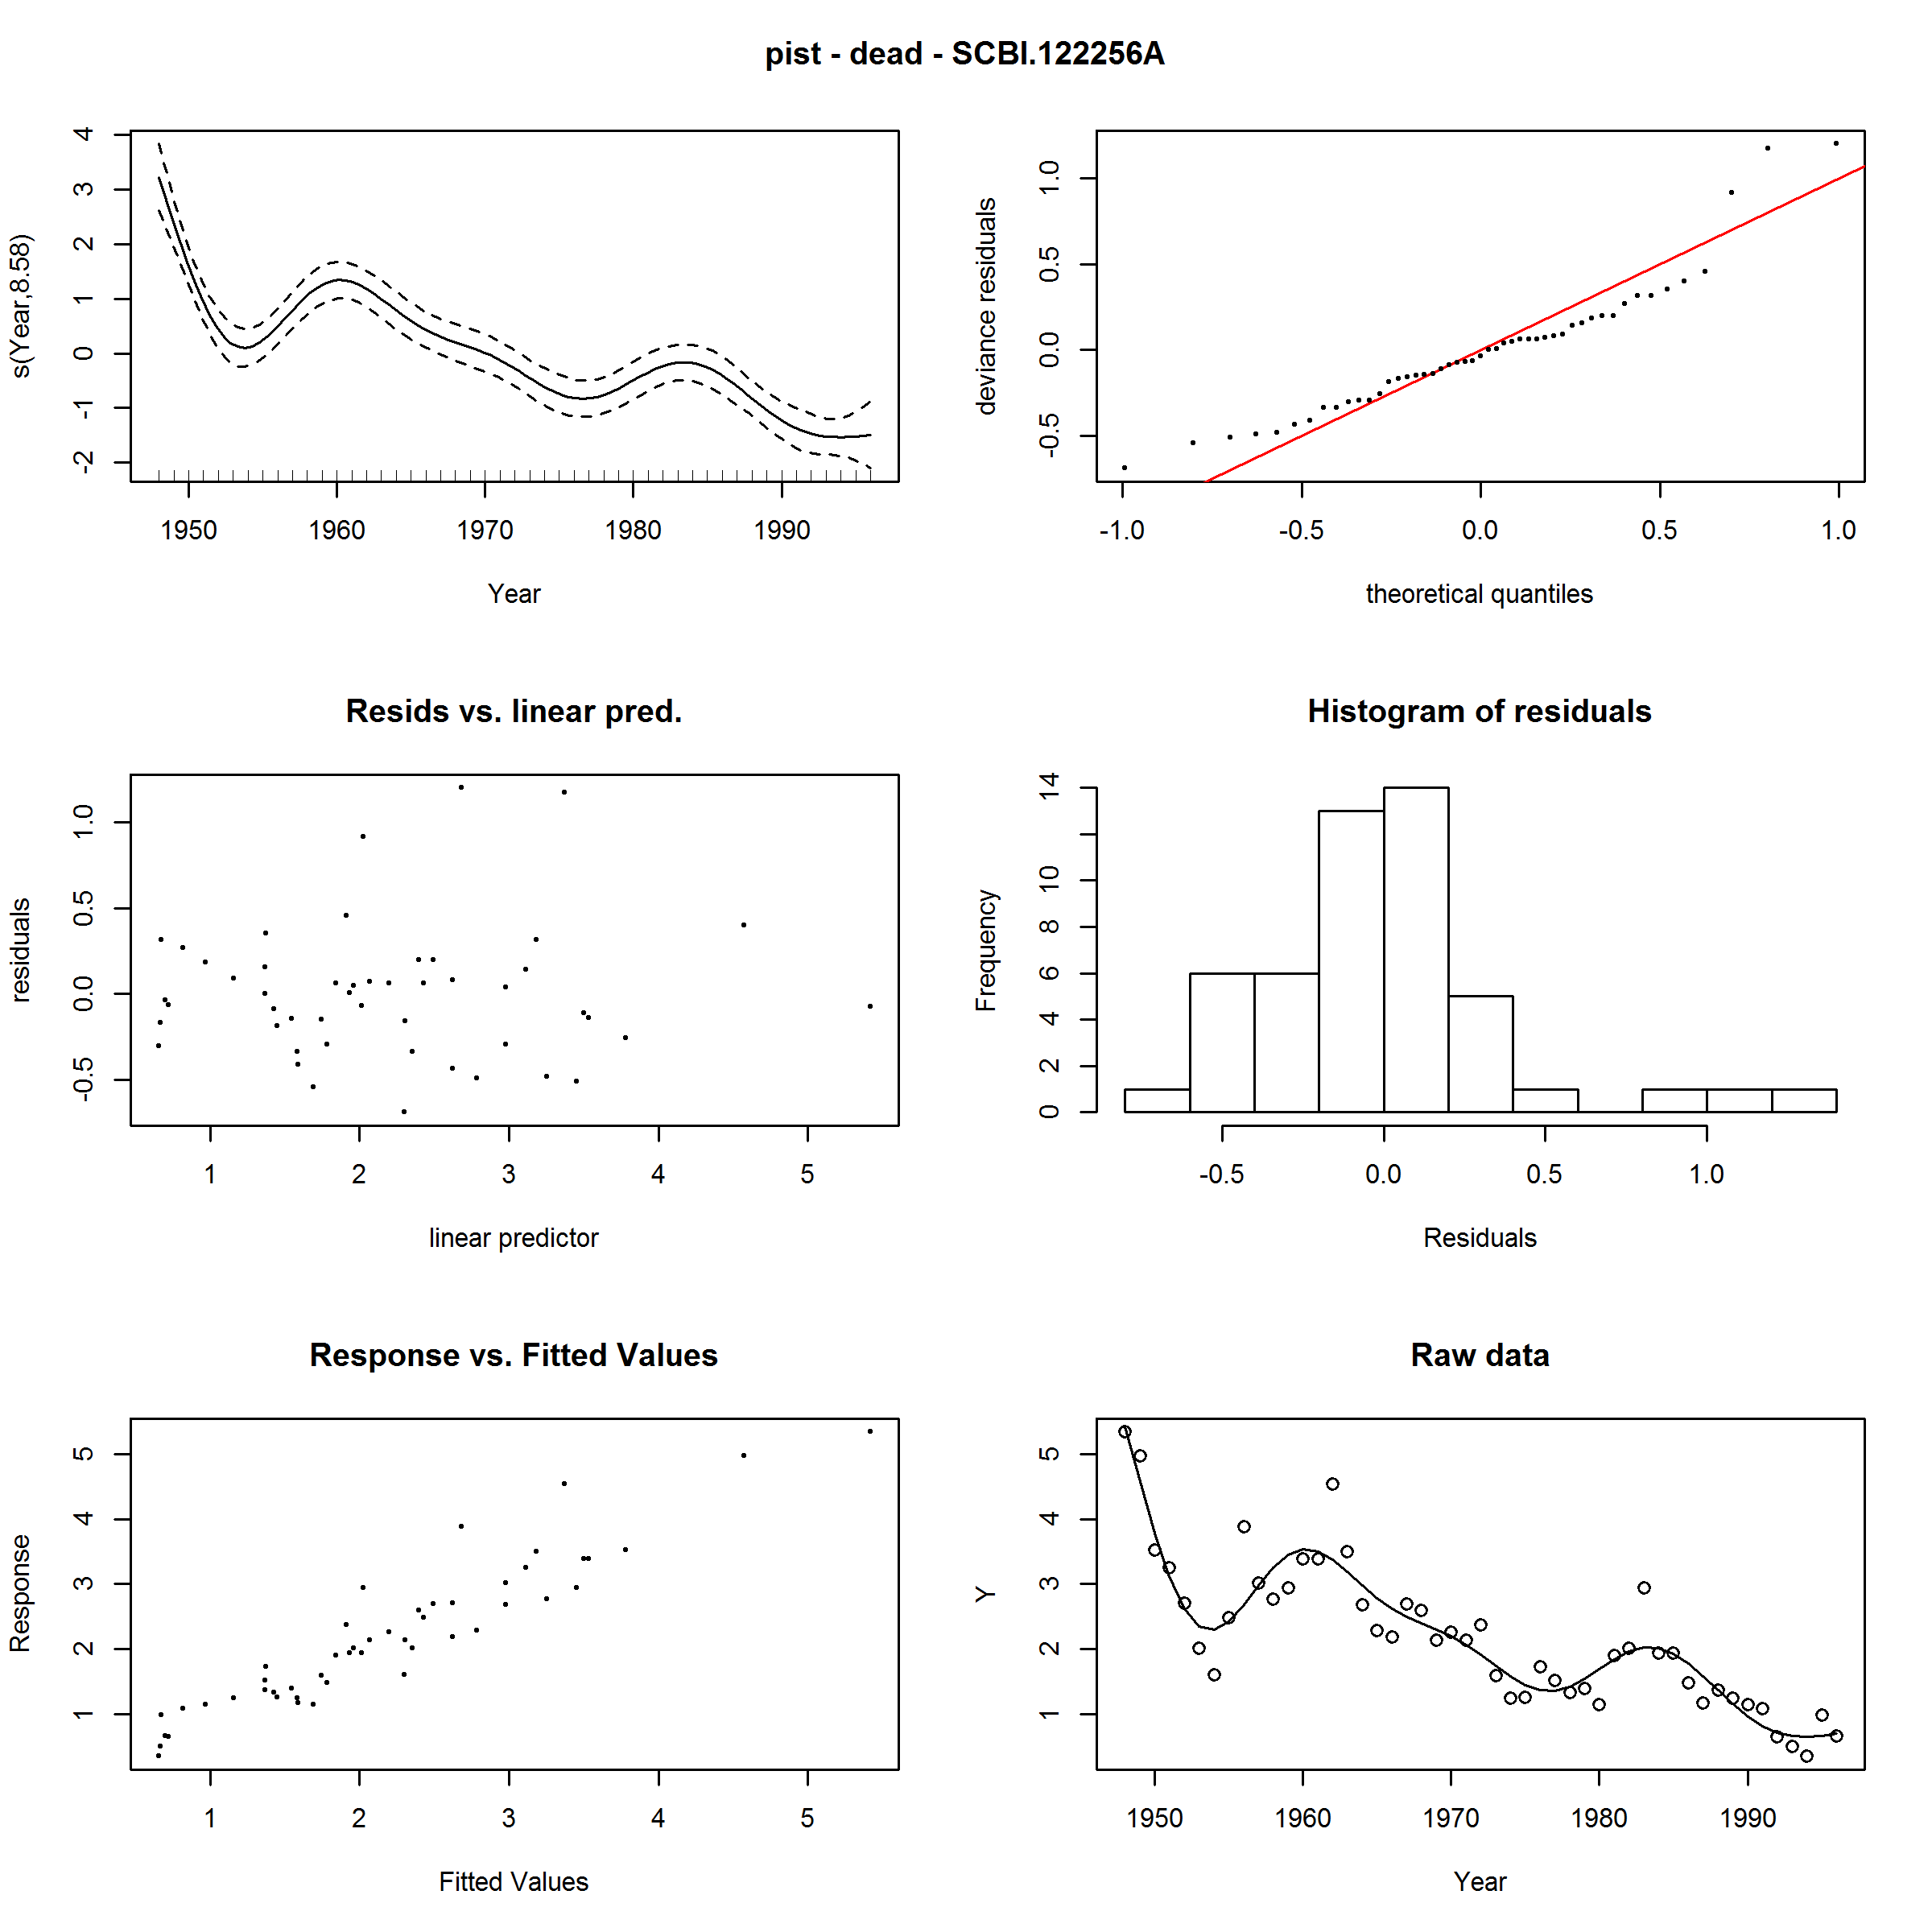 pist - dead - SCBI.122256A
s(Year,8.58)
4
3
2
1
0
-1
-2
1950 1960 1970 1980 1990
Year
deviance residuals
1.0
0.5
0.0
-0.5
-1.0 -0.5 0.0 0.5 1.0
theoretical quantiles
Resids vs. linear pred.
residuals
1.0
0.5
0.0
-0.5
1 2 3 4 5
linear predictor
Histogram of residuals
Frequency
14
10
8
6
4
2
0
-0.5 0.0 0.5 1.0
Residuals
Response vs. Fitted Values
Response
5
4
3
2
1
1 2 3 4 5
Fitted Values
Raw data
Y
5
4
3
2
1
1950 1960 1970 1980 1990
Year